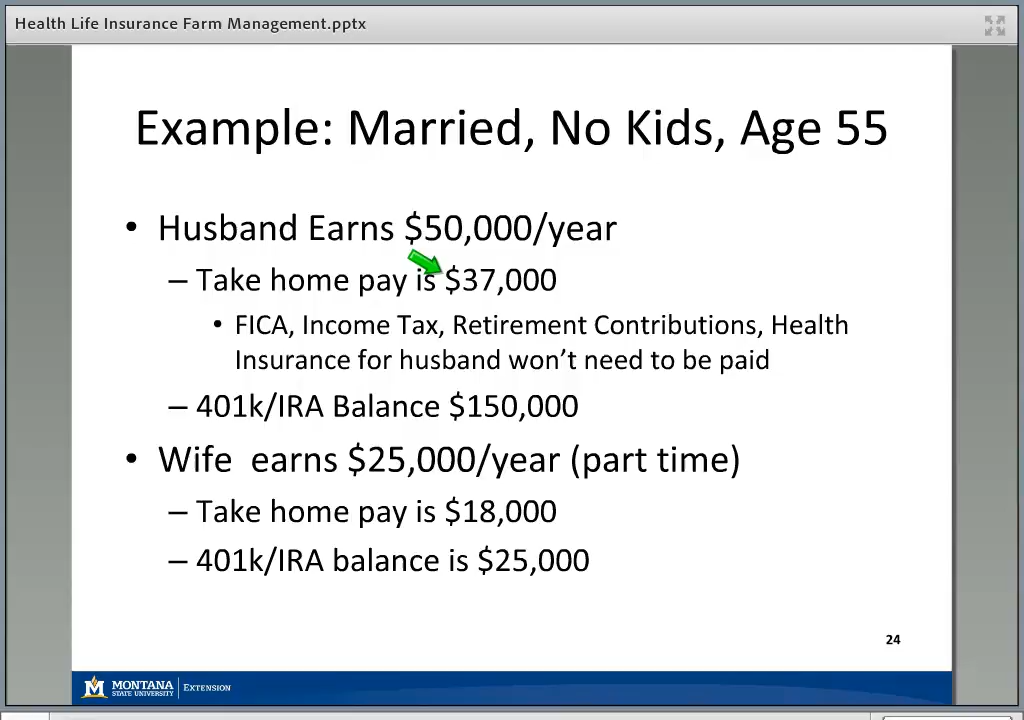 Health Life Insurance Farm Management.pptx
Example: Married, No Kids, Age 55
• Husband Earns $50,000/year
– Take home pay is $37,000
• FICA, Income Tax, Retirement Contributions, Health
Insurance for husband won’t need to be paid
– 401k/IRA Balance $150,000
• Wife  earns $25,000/year (part time)
– Take home pay is $18,000
– 401k/IRA balance is $25,000
24
M MONTANA
STATE UNIVERSITY
EXTENSION